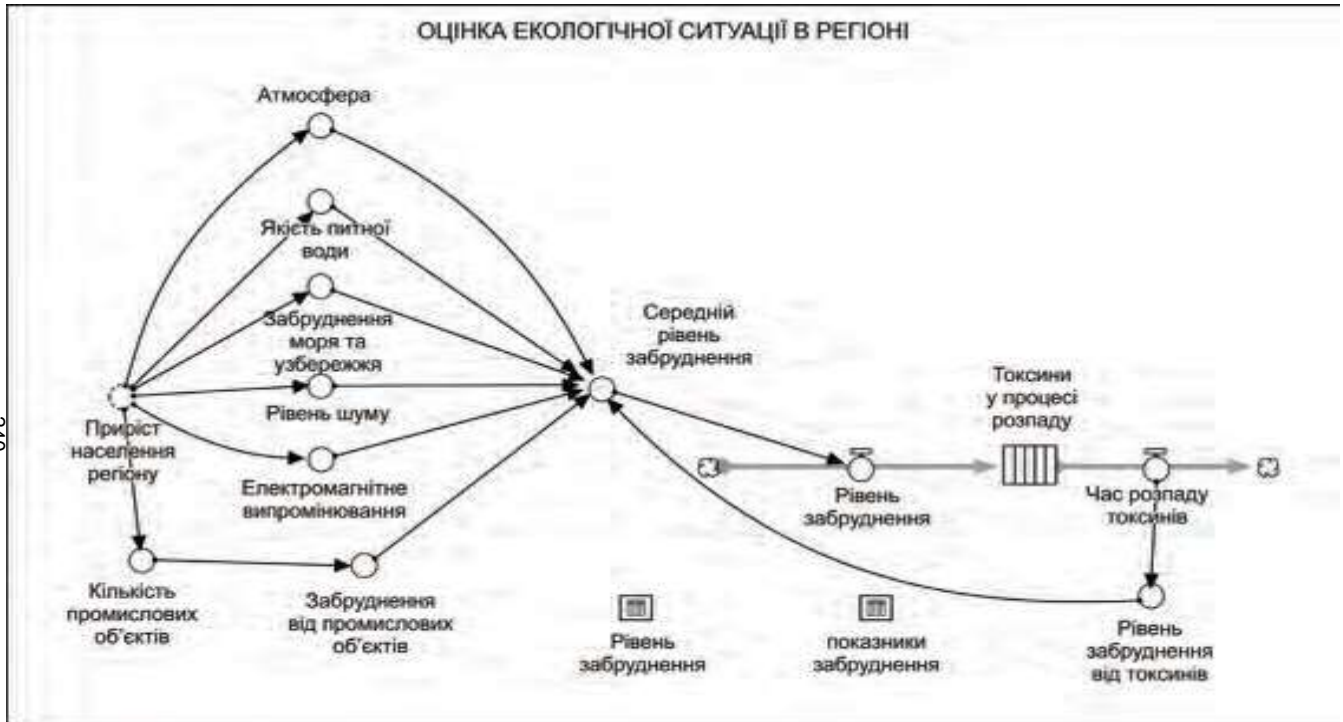 ОЦІНКА ЕКОЛОГІЧНОЇ СИТУАЦІЇ В РЕГІОНІ
Атмосфера
Якість питної
води
Забруднення
моря та
узбережжя
Рівень шуму
Приріст
населення
регіону
Електромагнітне
випромінювання
Кількість
промислових
об'єктів
Забруднення
від промислових
об'єктів
Середній
рівень
забруднення
Токсини
у процесі
розпаду
Рівень
забруднення
Час розпаду
токсинів
Рівень
забруднення
показники
забруднення
Рівень
забруднення
від токсинів